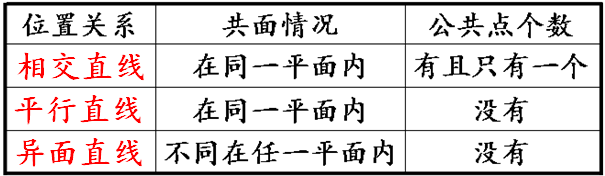 位置关系 共面情况 公共点个数
相交直线 在同一平面内 有且只有一个
平行直线 在同一平面内 没有
异面直线 不同在任一平面内 没有